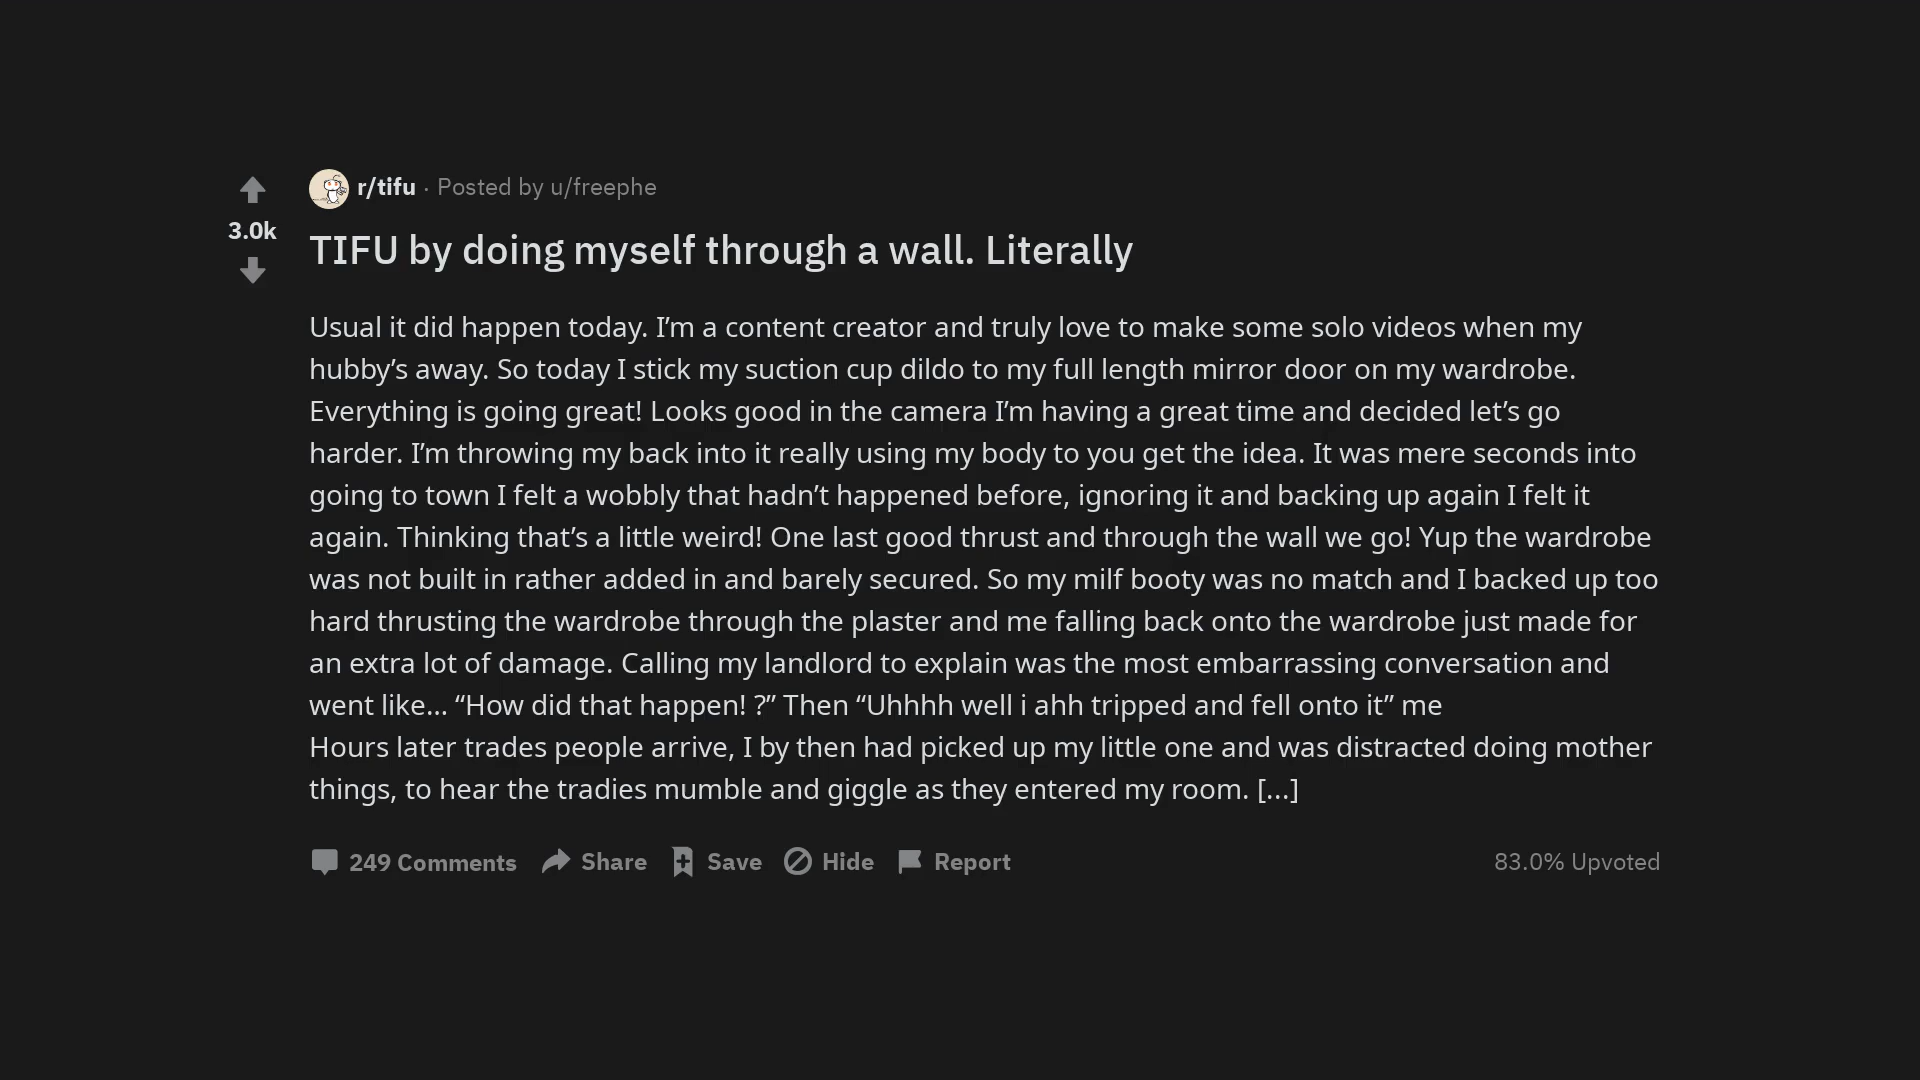 r/tifu · Posted by u/freephe
3.0k
TIFU by doing myself through a wall. Literally
Usual it did happen today. I’m a content creator and truly love to make some solo videos when my
hubby’s away. So today I stick my suction cup dildo to my full length mirror door on my wardrobe.
Everything is going great! Looks good in the camera I’m having a great time and decided let’s go
harder. I’m throwing my back into it really using my body to you get the idea. It was mere seconds into
going to town I felt a wobbly that hadn’t happened before, ignoring it and backing up again I felt it
again. Thinking that’s a little weird! One last good thrust and through the wall we go! Yup the wardrobe
was not built in rather added in and barely secured. So my milf booty was no match and I backed up too
hard thrusting the wardrobe through the plaster and me falling back onto the wardrobe just made for
an extra lot of damage. Calling my landlord to explain was the most embarrassing conversation and
went like... “How did that happen! ?” Then “Uhhhh well i ahh tripped and fell onto it” me
Hours later trades people arrive, I by then had picked up my little one and was distracted doing mother
things, to hear the tradies mumble and giggle as they entered my room. [...]
249 Comments Share Save Hide Report 83.0% Upvoted